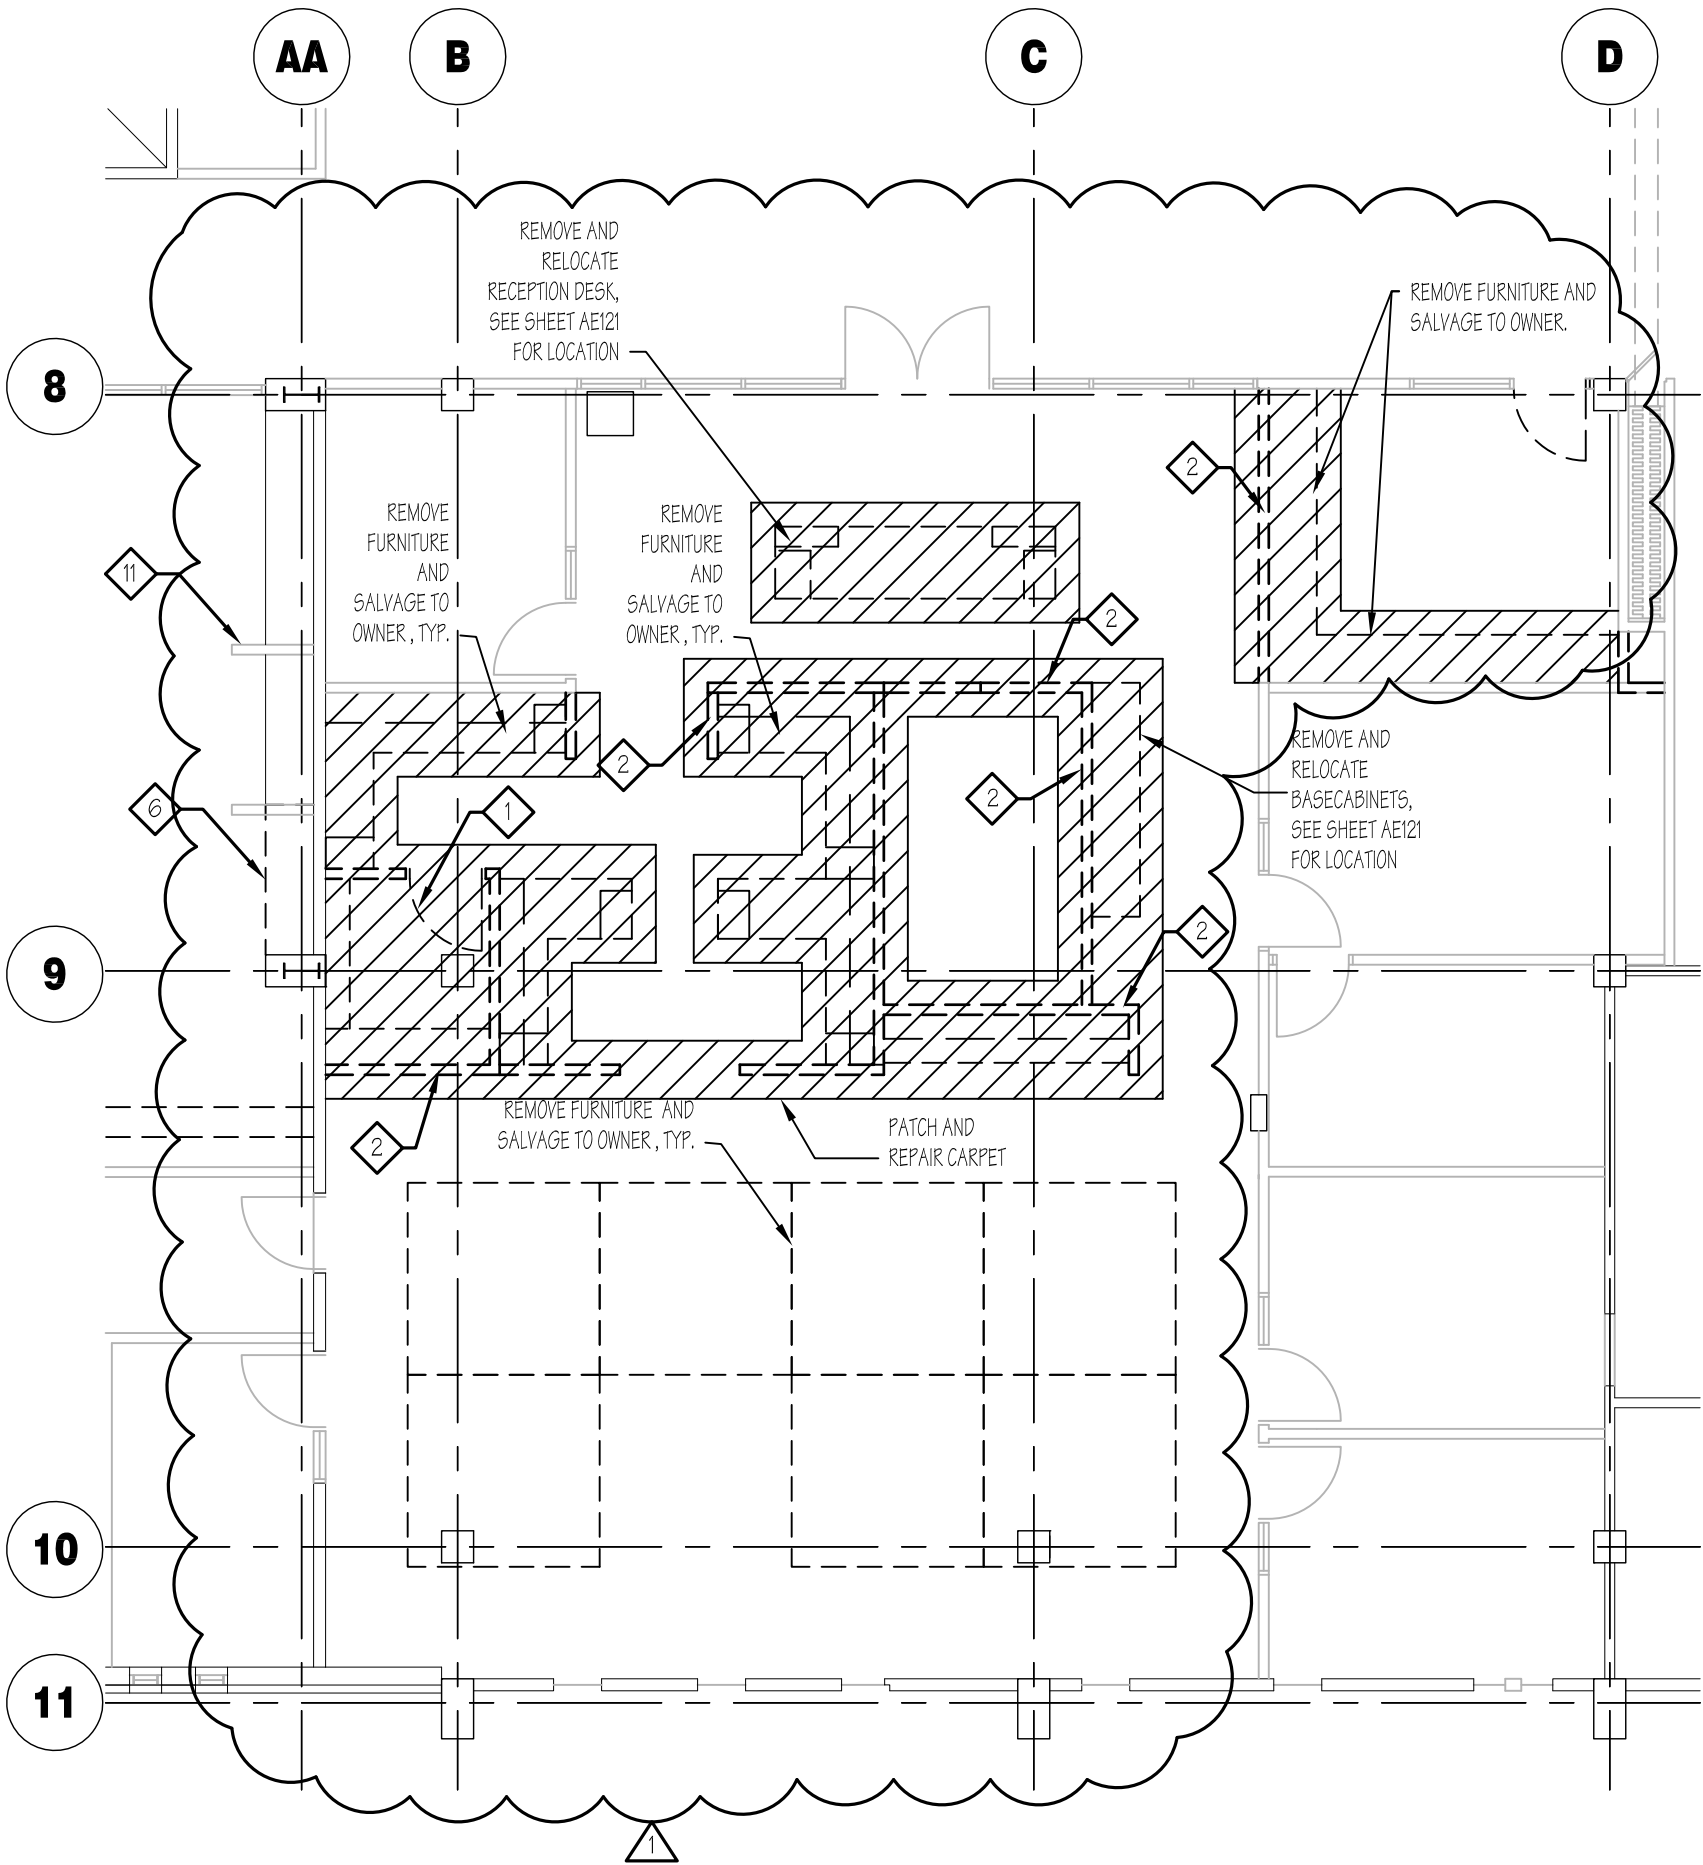 AA
B
C
D
REMOVE AND
RELOCATE
RECEPTION DESK,
SEE SHEET AE121
FOR LOCATION
REMOVE FURNITURE AND
SALVAGE TO OWNER.
8
2
REMOVE
FURNITURE
AND
SALVAGE TO
OWNER, TYP.
REMOVE
FURNITURE
AND
SALVAGE TO
OWNER, TYP.
11
2
2
REMOVE AND
RELOCATE
BASECABINETS,
SEE SHEET AE121
FOR LOCATION
6
1
2
2
9
REMOVE FURNITURE AND
SALVAGE TO OWNER, TYP.
PATCH AND
REPAIR CARPET
2
10
11
1